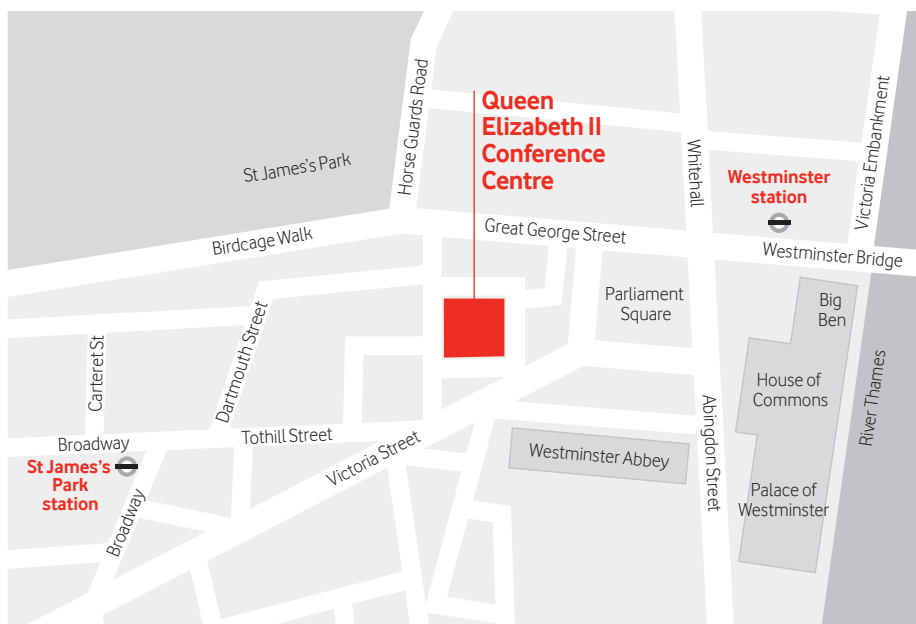 Horse Guards Road
Queen
Elizabeth II
Conference
Centre
Whitehall
Victoria Embankment
St James's Park
Westminster
station
Birdcage Walk
Great George Street
Westminster Bridge
Parliament
Square
Big
Ben
Carteret St
Dartmouth Street
House of
Commons
River Thames
Broadway
Tothill Street
Victoria Street
Abingdon Street
Westminster Abbey
St James's
Park
station
Broadway
Palace of
Westminster